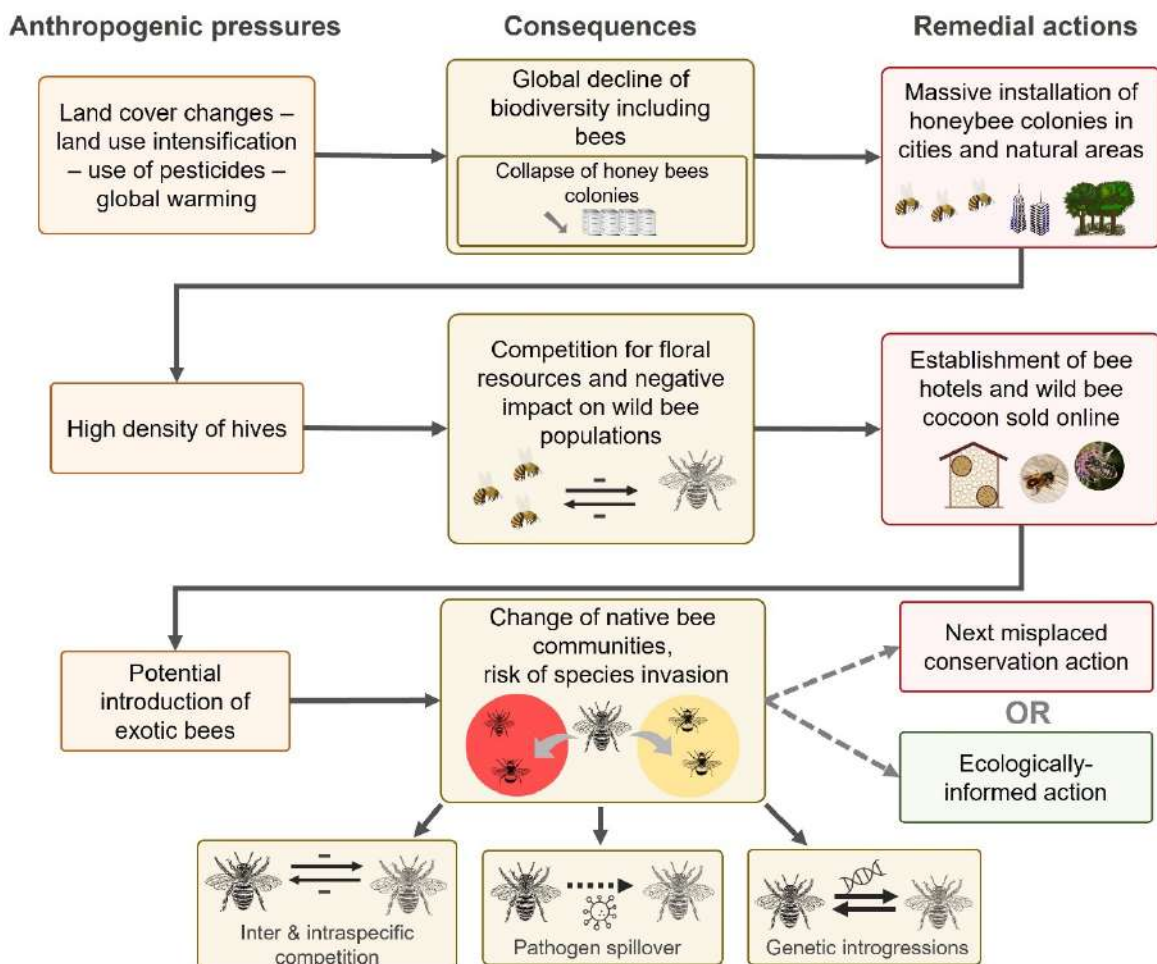 Anthropogenic pressures
Consequences
Remedial actions
Land cover changes –
land use intensification
– use of pesticides –
global warming
Global decline of
biodiversity including
bees
Collapse of honey bees
colonies
Massive installation of
honeybee colonies in
cities and natural areas
High density of hives
Competition for floral
resources and negative
impact on wild bee
populations
–
–
Establishment of bee
hotels and wild bee
cocoon sold online
Potential
introduction of
exotic bees
Change of native bee
communities,
risk of species invasion
Next misplaced
conservation action
OR
Ecologically-
informed action
–
–
Inter & intraspecific
competition
Pathogen spillover
Genetic introgressions